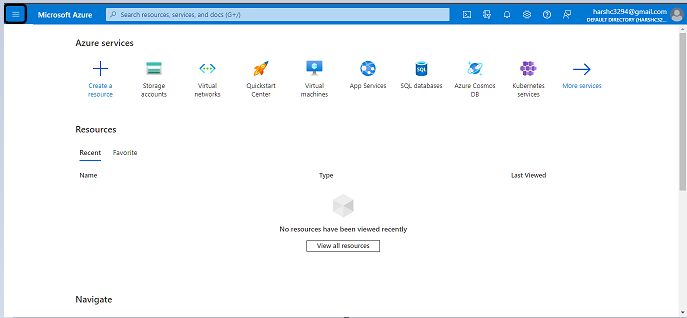 Microsoft Azure
Search resources, services, and docs (G+/)
harshc3294@gmail.com
DEFAULT DIRECTORY (HARSHC32...
Azure services
Create a
resource
Storage
accounts
Virtual
networks
Quickstart
Center
Virtual
machines
App Services
SQL
SQL databases
Azure Cosmos
DB
Kubernetes
services
More services
Resources
Recent
Favorite
Name
Type
Last Viewed
No resources have been viewed recently
View all resources
Navigate